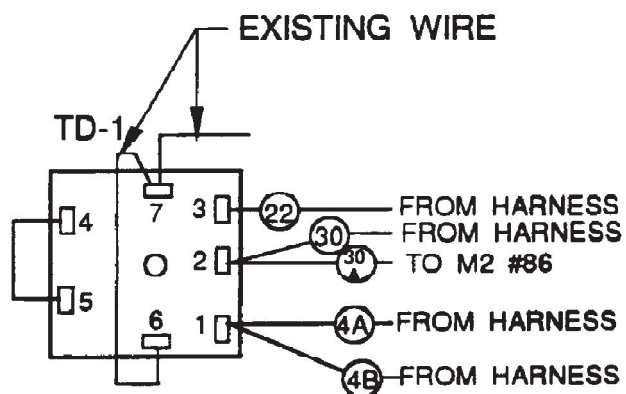 EXISTING WIRE
TD-1
7
3 22 FROM HARNESS
4
30 FROM HARNESS
2 30 TO M2 #86
5
6
1 4A FROM HARNESS
4B FROM HARNESS